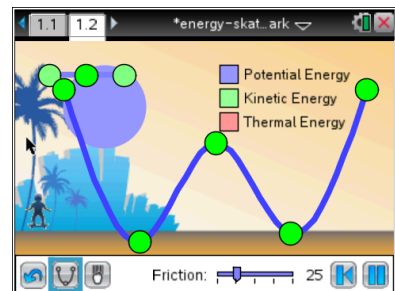 1.1 1.2 *energy-skat...ark
Potential Energy
Kinetic Energy
Thermal Energy
Friction: 25